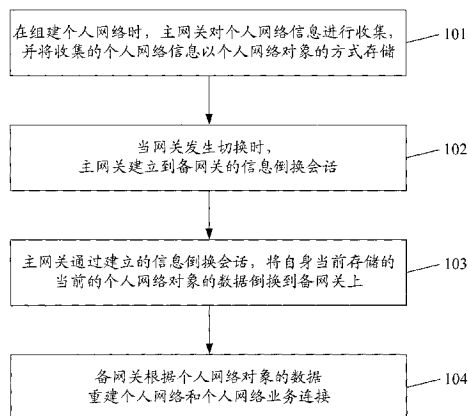 在组建个人网络时，主网关对个人网络信息进行收集，
并将收集的个人网络信息以个人网络对象的方式存储
101
当网关发生切换时，
主网关建立到备网关的信息倒换会话
102
主网关通过建立的信息倒换会话，将自身当前存储的
当前的个人网络对象的数据倒换到备网关上
103
备网关根据个人网络对象的数据
重建个人网络和个人网络业务连接
104